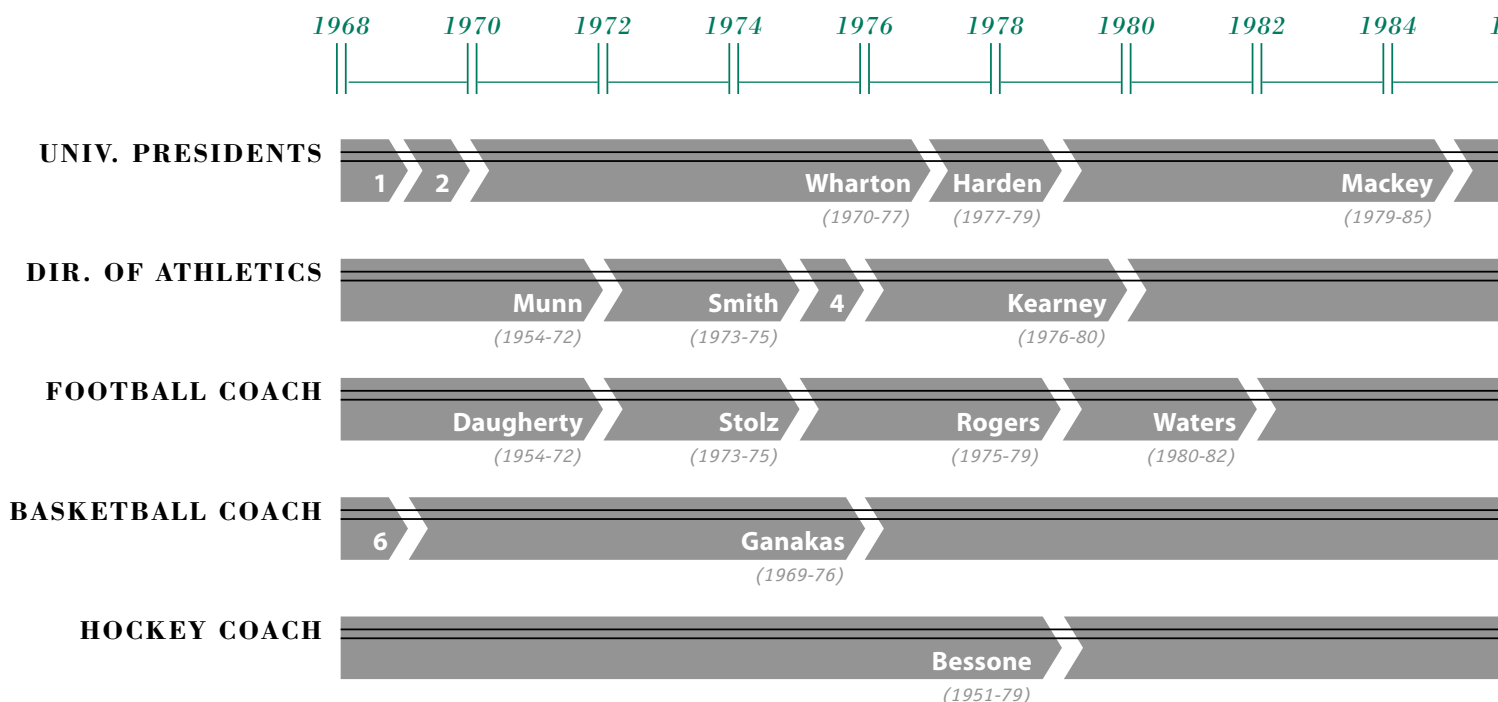 1968 1970 1972 1974 1976 1978 1980 1982 1984
UNIV. PRESIDENTS
1 2 Wharton Harden Mackey
(1970-77) (1977-79) (1979-85)
DIR. OF ATHLETICS
Munn Smith 4 Kearney
(1954-72) (1973-75) (1976-80)
FOOTBALL COACH
Daugherty Stolz Rogers Waters
(1954-72) (1973-75) (1975-79) (1980-82)
BASKETBALL COACH
6 Ganakas
(1969-76)
HOCKEY COACH
Bessone
(1951-79)